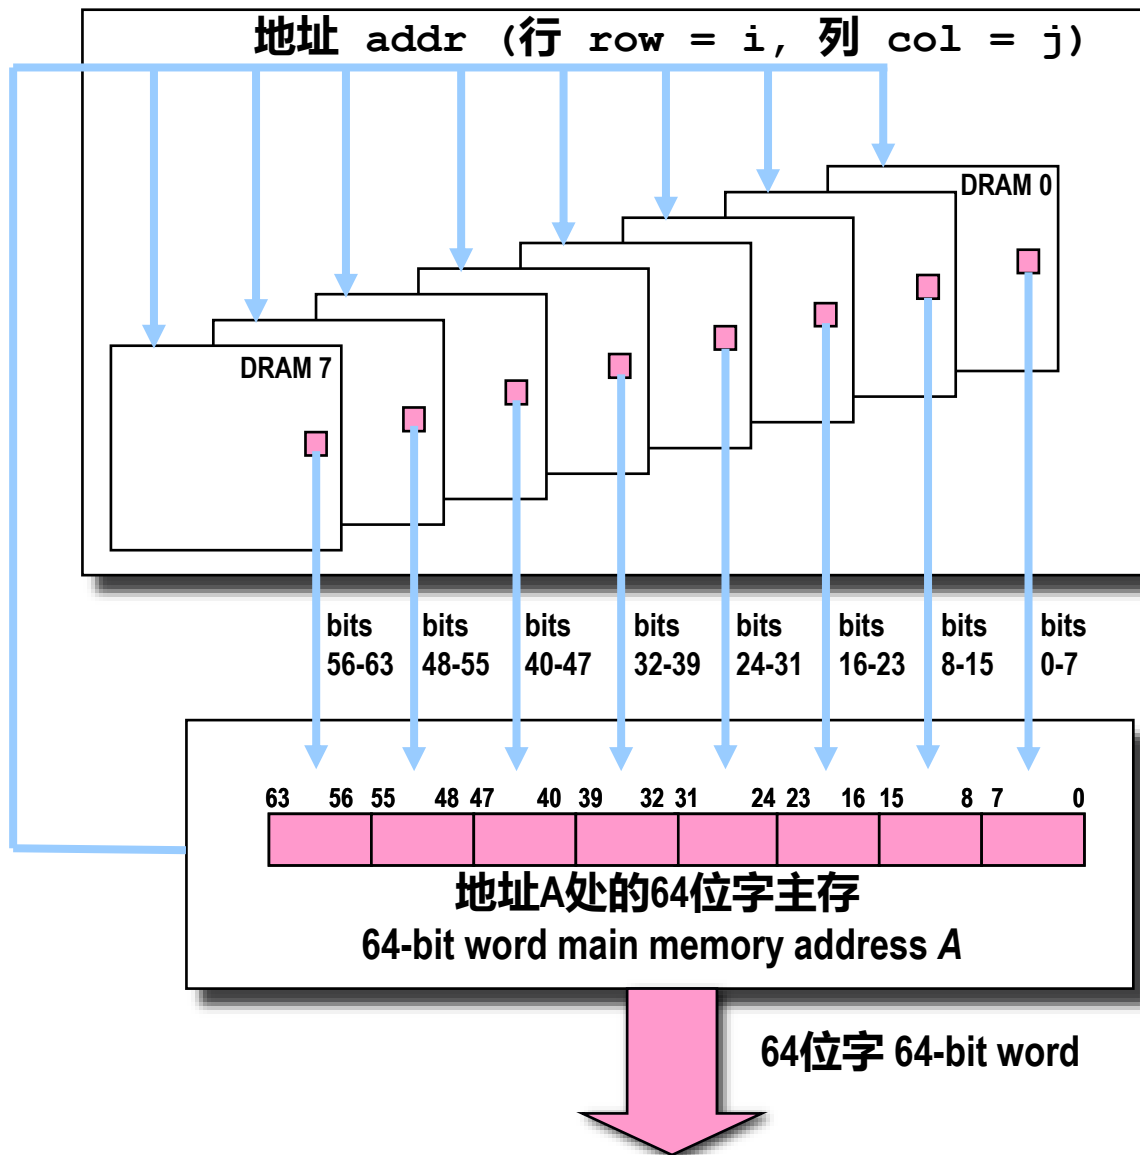 地址 addr (行 row = i, 列 col = j)
DRAM 0
DRAM 7
bits 56-63
bits 48-55
bits 40-47
bits 32-39
bits 24-31
bits 16-23
bits 8-15
bits 0-7
63 56 55 48 47 40 39 32 31 24 23 16 15 8 7 0
地址A处的64位字主存
64-bit word main memory address A
64位字 64-bit word